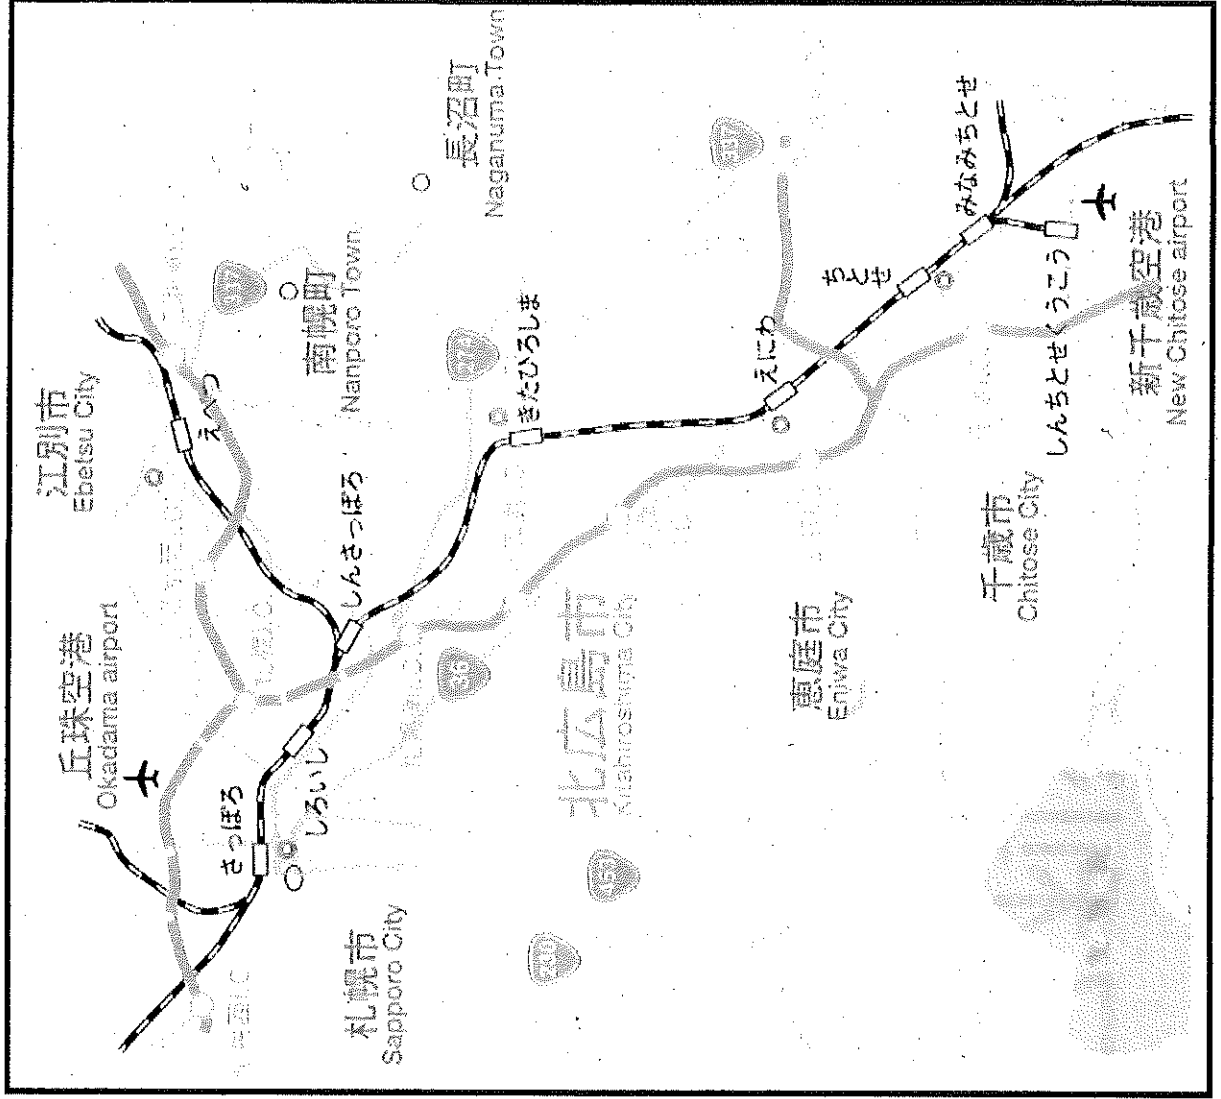 江別市
Ebetsu City
丘珠空港
Okadama airport
えべつ
南幌町
Nanporo Town
長沼町
Naganuma Town
さっぽろ
しろいし
しんさっぽろ
きたひろしま
札幌市
Sapporo City
36
北広島市
Kitahiroshima City
えにわ
ちとせ
みなみちとせ
しんちとせくうこう
恵庭市
Eniwa City
千歳市
Chitose City
新千歳空港
New Chitose airport